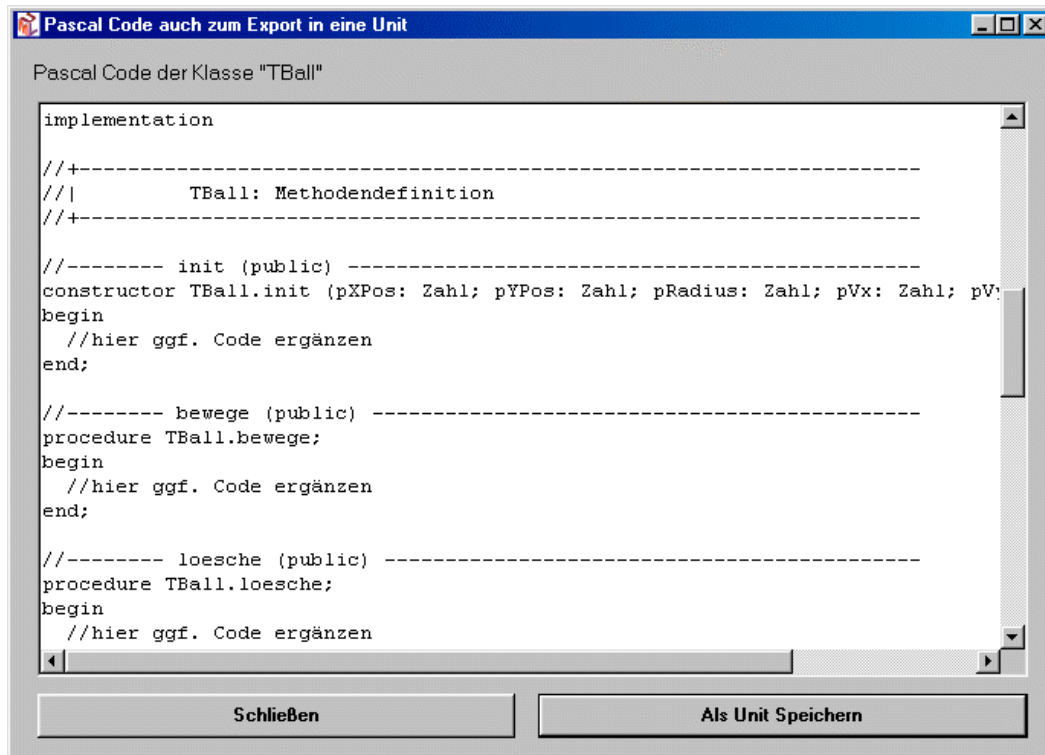 Pascal Code auch zum Export in eine Unit
Pascal Code der Klasse "TBall"
implementation
//+---------------------------------------------------------------------
//|         TBall: Methodendefinition
//+---------------------------------------------------------------------
//-------- init (public) -----------------------------------------------
constructor TBall.init (pXPos: Zahl; pYPos: Zahl; pRadius: Zahl; pVx: Zahl; pVy
begin
  //hier ggf. Code ergänzen
end;
//-------- bewege (public) ---------------------------------------------
procedure TBall.bewege;
begin
  //hier ggf. Code ergänzen
end;
//-------- loesche (public) --------------------------------------------
procedure TBall.loesche;
begin
  //hier ggf. Code ergänzen
Schließen
Als Unit Speichern